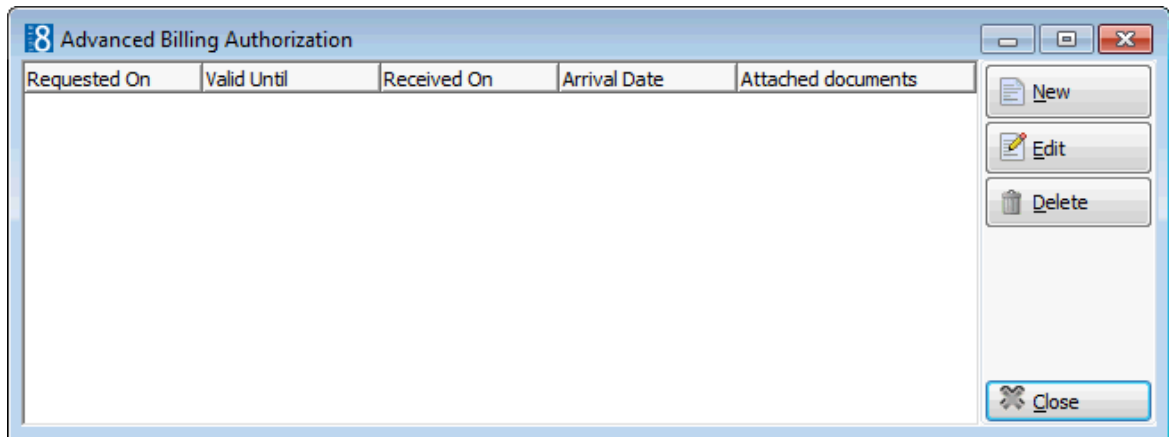 8 Advanced Billing Authorization
Requested On Valid Until Received On Arrival Date Attached documents
New
Edit
Delete
Close